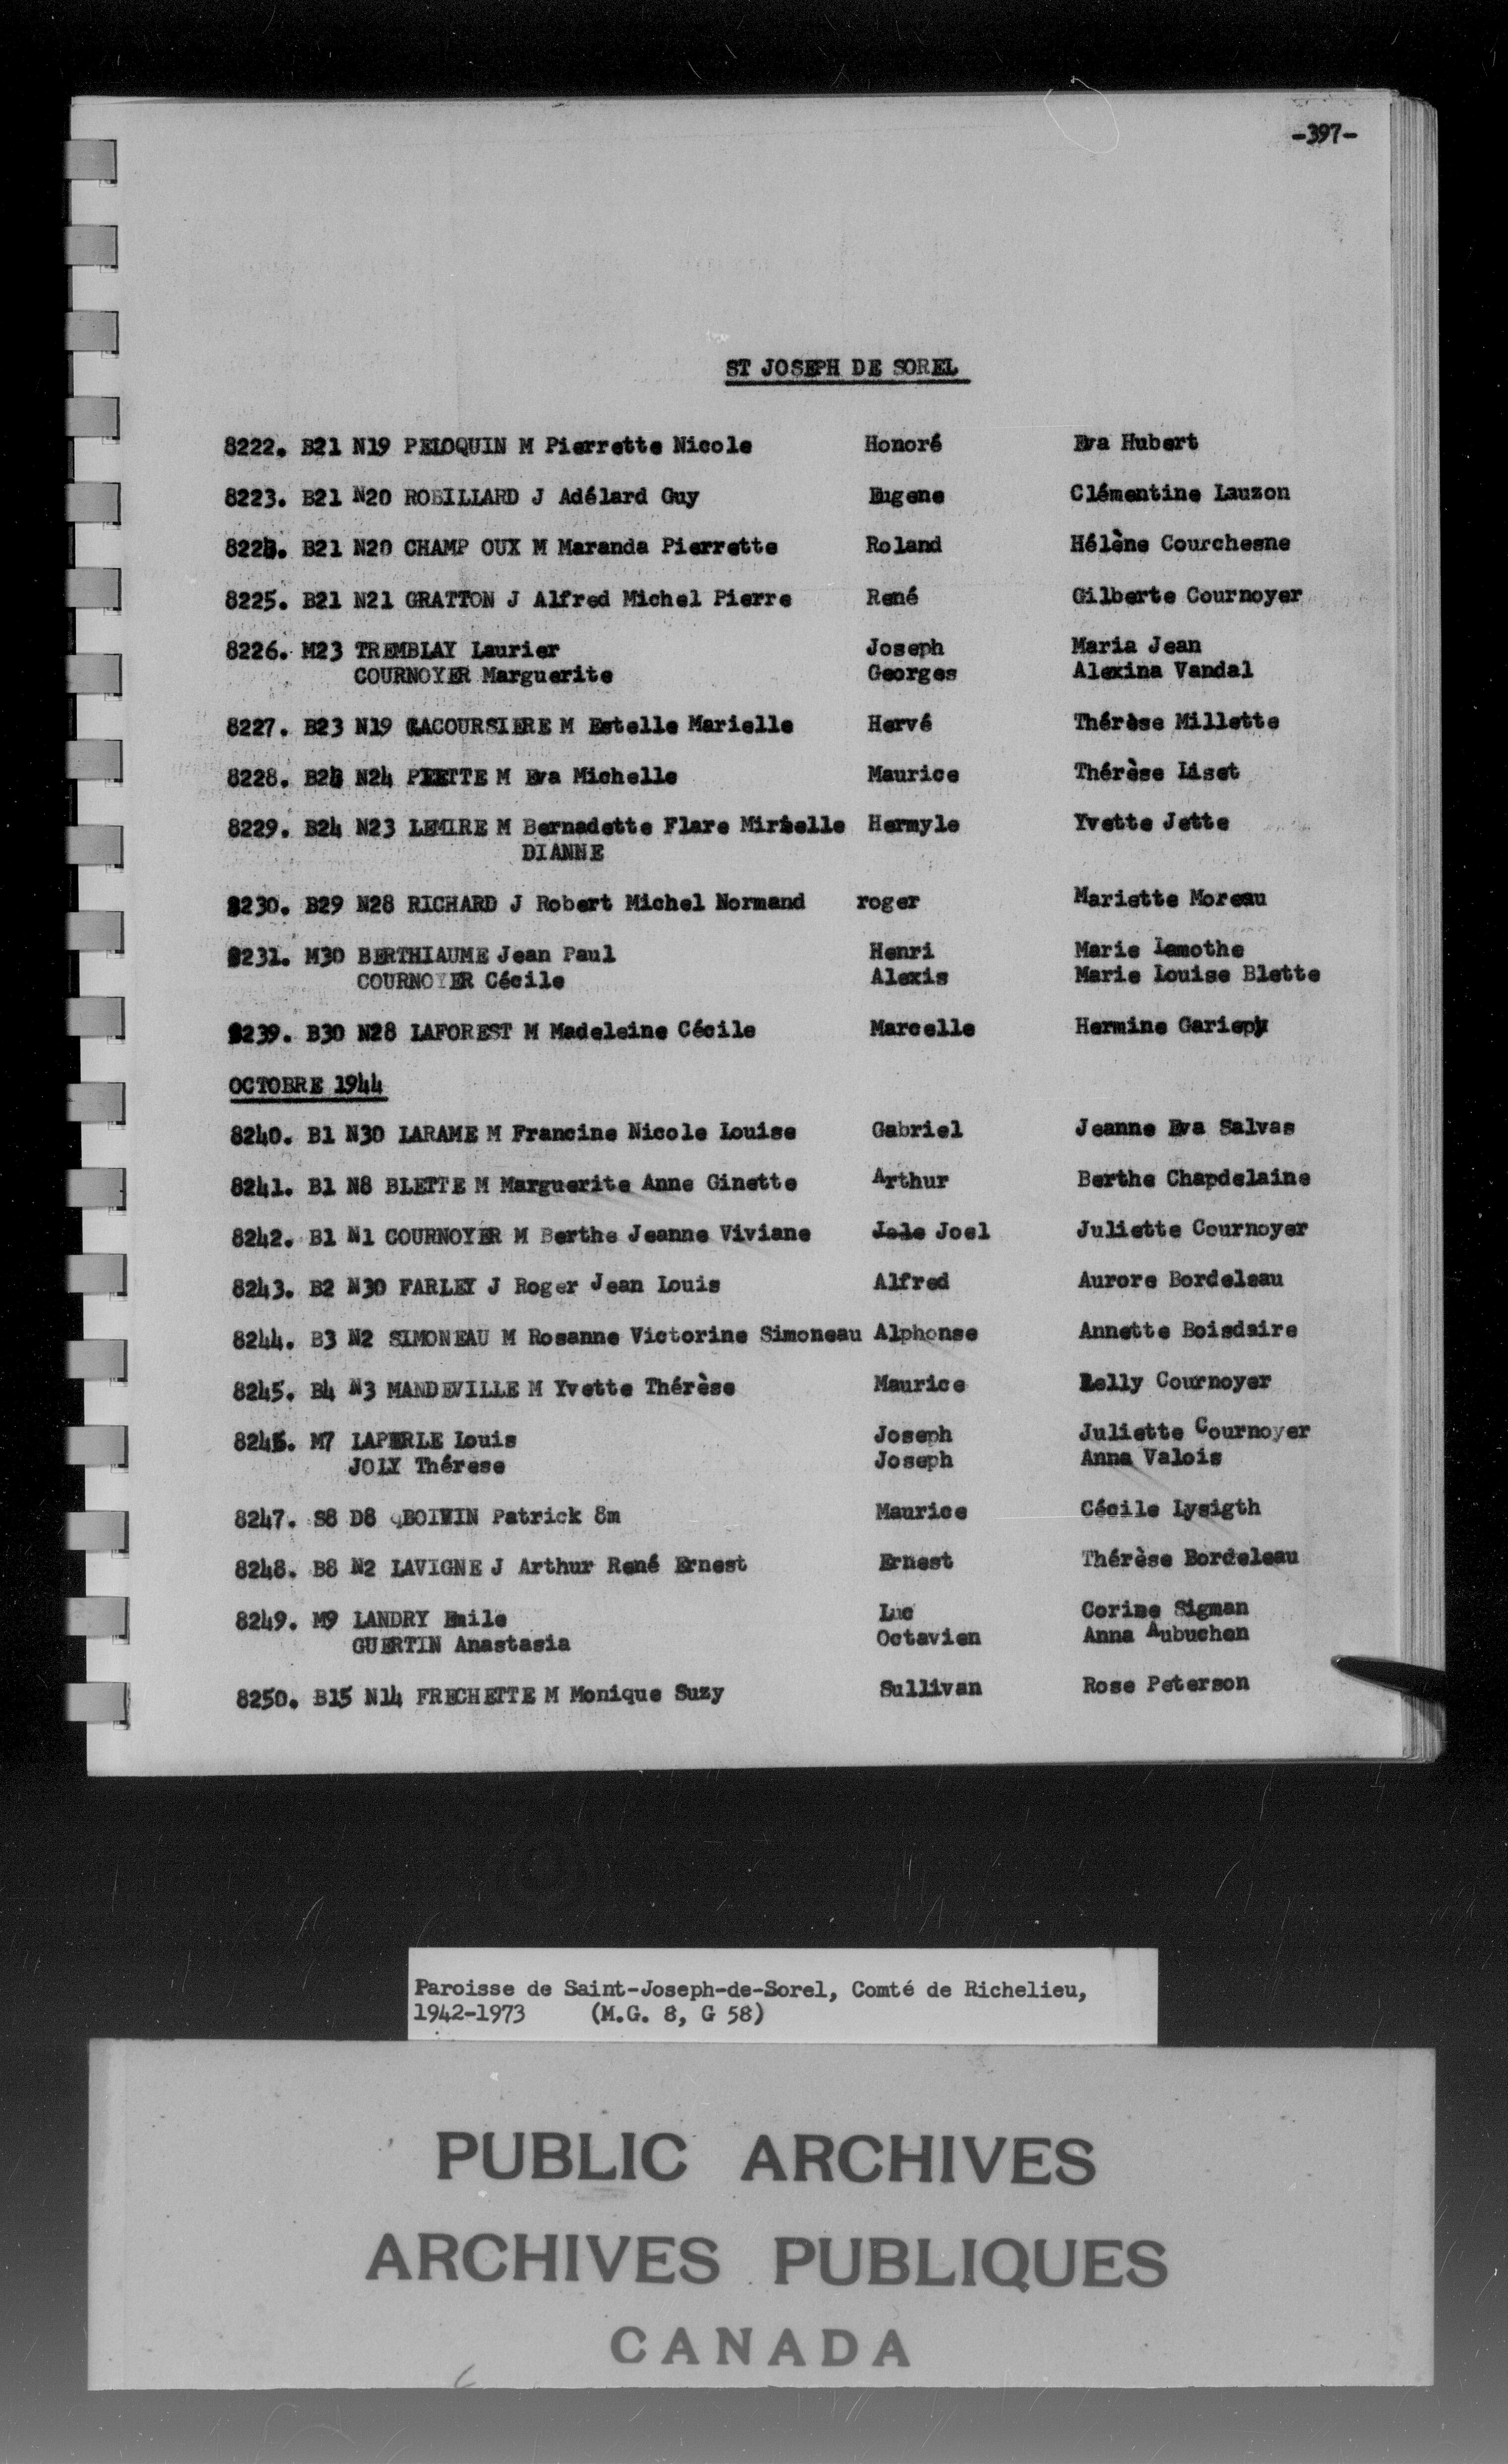 -397-
ST JOSEPH DE SOREL
8222. B21 N19 PELOQUIN M Pierrette Nicole Honoré Eva Hubert
8223. B21 N20 ROBILLARD J Adélard Guy Eugene Clémentine Lauzon
8224. B21 N20 CHAMP OUX M Maranda Pierrette Roland Hélène Courchesne
8225. B21 N21 GRATTON J Alfred Michel Pierre René Gilberte Cournoyer
8226. M23 TREMBLAY Laurier Joseph Maria Jean
COURNOYER Marguerite Georges Alexina Vandal
8227. B23 N19 LACOURSIERE M Estelle Marielle Hervé Thérèse Millette
8228. B24 N24 PIETTE M Eva Michelle Maurice Thérèse Liset
8229. B24 N23 LEMIRE M Bernadette Flare Mirielle Hermyle Yvette Jette
DIANNE
8230. B29 N28 RICHARD J Robert Michel Normand roger Mariette Moreau
8231. M30 BERTHIAUME Jean Paul Henri Marie Lamothe
COURNOYER Cécile Alexis Marie Louise Blette
8239. B30 N28 LAFOREST M Madeleine Cécile Marcelle Hermine Gariepy
OCTOBRE 1944
8240. B1 N30 LARAME M Francine Nicole Louise Gabriel Jeanne Eva Salvas
8241. B1 N8 BLETTE M Marguerite Anne Ginette Arthur Berthe Chapdelaine
8242. B1 N1 COURNOYER M Berthe Jeanne Viviane Jole Joel Juliette Cournoyer
8243. B2 N30 FARLEY J Roger Jean Louis Alfred Aurore Bordeleau
8244. B3 N2 SIMONEAU M Rosanne Victorine Simoneau Alphonse Annette Boisdaire
8245. B4 N3 MANDEVILLE M Yvette Thérèse Maurice Lelly Cournoyer
8246. M7 LAPERLE Louis Joseph Juliette Cournoyer
JOLY Thérese Joseph Anna Valois
8247. S8 D8 BOIVIN Patrick 8m Maurice Cécile Lysigth
8248. B8 N2 LAVIGNE J Arthur René Ernest Ernest Thérèse Bordeleau
8249. M9 LANDRY Emile Luc Corine Sigman
GUERTIN Anastasia Octavien Anna Aubuchon
8250. B15 N14 FRECHETTE M Monique Suzy Sullivan Rose Peterson
Paroisse de Saint-Joseph-de-Sorel, Comté de Richelieu,
1942-1973 (M.G. 8, G 58)
PUBLIC ARCHIVES
ARCHIVES PUBLIQUES
CANADA